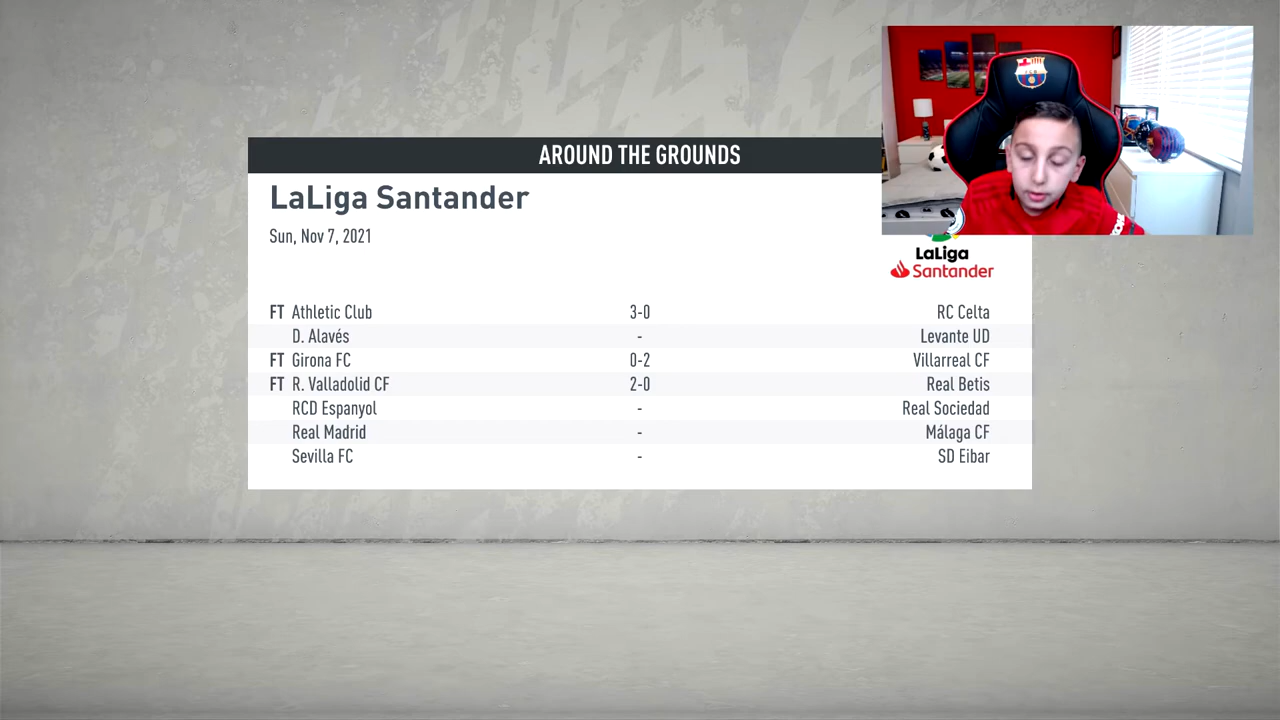 AROUND THE GROUNDS
LaLiga Santander
Sun, Nov 7, 2021
LaLiga
Santander
FT Athletic Club 3-0 RC Celta
D. Alavés - Levante UD
FT Girona FC 0-2 Villarreal CF
FT R. Valladolid CF 2-0 Real Betis
RCD Espanyol - Real Sociedad
Real Madrid - Málaga CF
Sevilla FC - SD Eibar